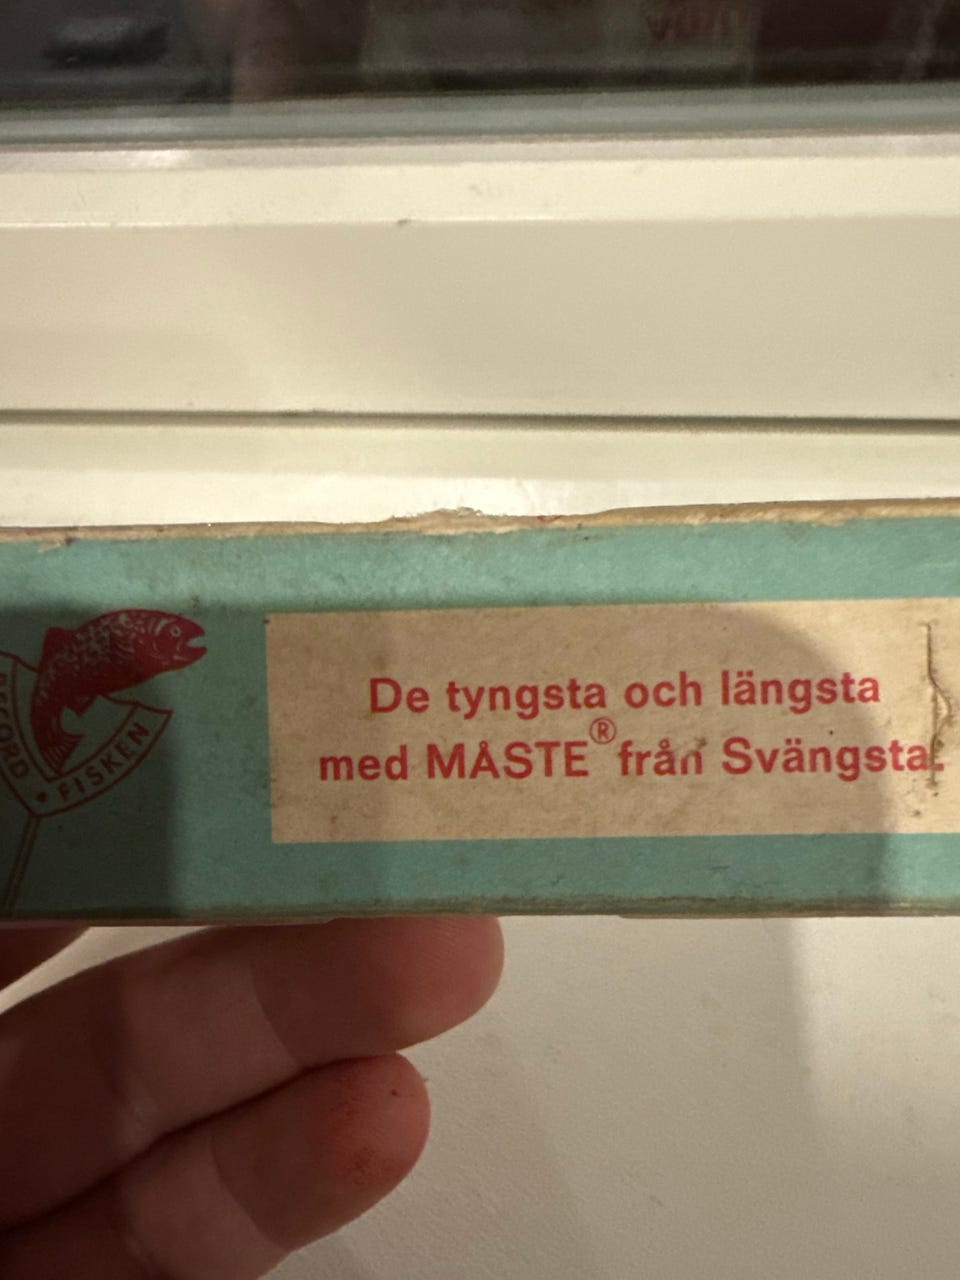 RECORD • FISKEN
De tyngsta och längsta
med MÅSTE® från Svängsta.